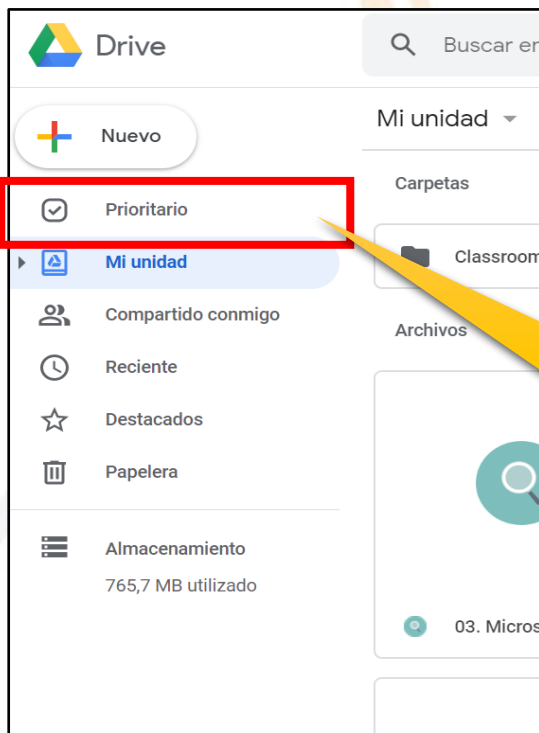 Drive
Buscar en
Nuevo
Mi unidad
Prioritario
Carpetas
Mi unidad
Classroom
Compartido conmigo
Archivos
Reciente
Destacados
Papelera
Almacenamiento
765,7 MB utilizado
03. Micros